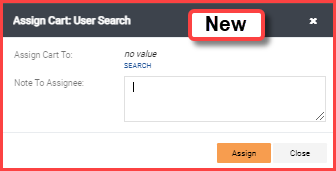 Assign Cart: User Search
New
×
Assign Cart To:
no value
SEARCH
Note To Assignee:
Assign
Close